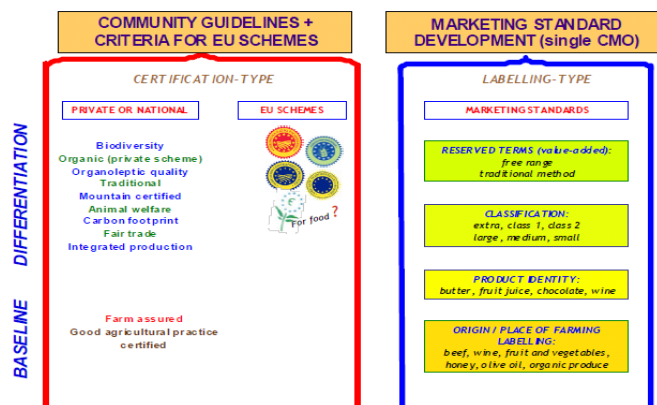 COMMUNITY GUIDELINES +
CRITERIA FOR EU SCHEMES
CERTIFICATION-TYPE
PRIVATE OR NATIONAL
EU SCHEMES
DIFFERENTIATION
Biodiversity
Organic (private scheme)
Organoleptic quality
Traditional
Mountain certified
Animal welfare
Carbon footprint
Fair trade
Integrated production
For food ?
BASELINE
Farm assured
Good agricultural practice
certified
MARKETING STANDARD
DEVELOPMENT (single CMO)
LABELLING-TYPE
MARKETING STANDARDS
RESERVED TERMS (value-added):
free range
traditional method
CLASSIFICATION:
extra, class 1, class 2
large, medium, small
PRODUCT IDENTITY:
butter, fruit juice, chocolate, wine
ORIGIN / PLACE OF FARMING
LABELLING:
beef, wine, fruit and vegetables,
honey, olive oil, organic produce